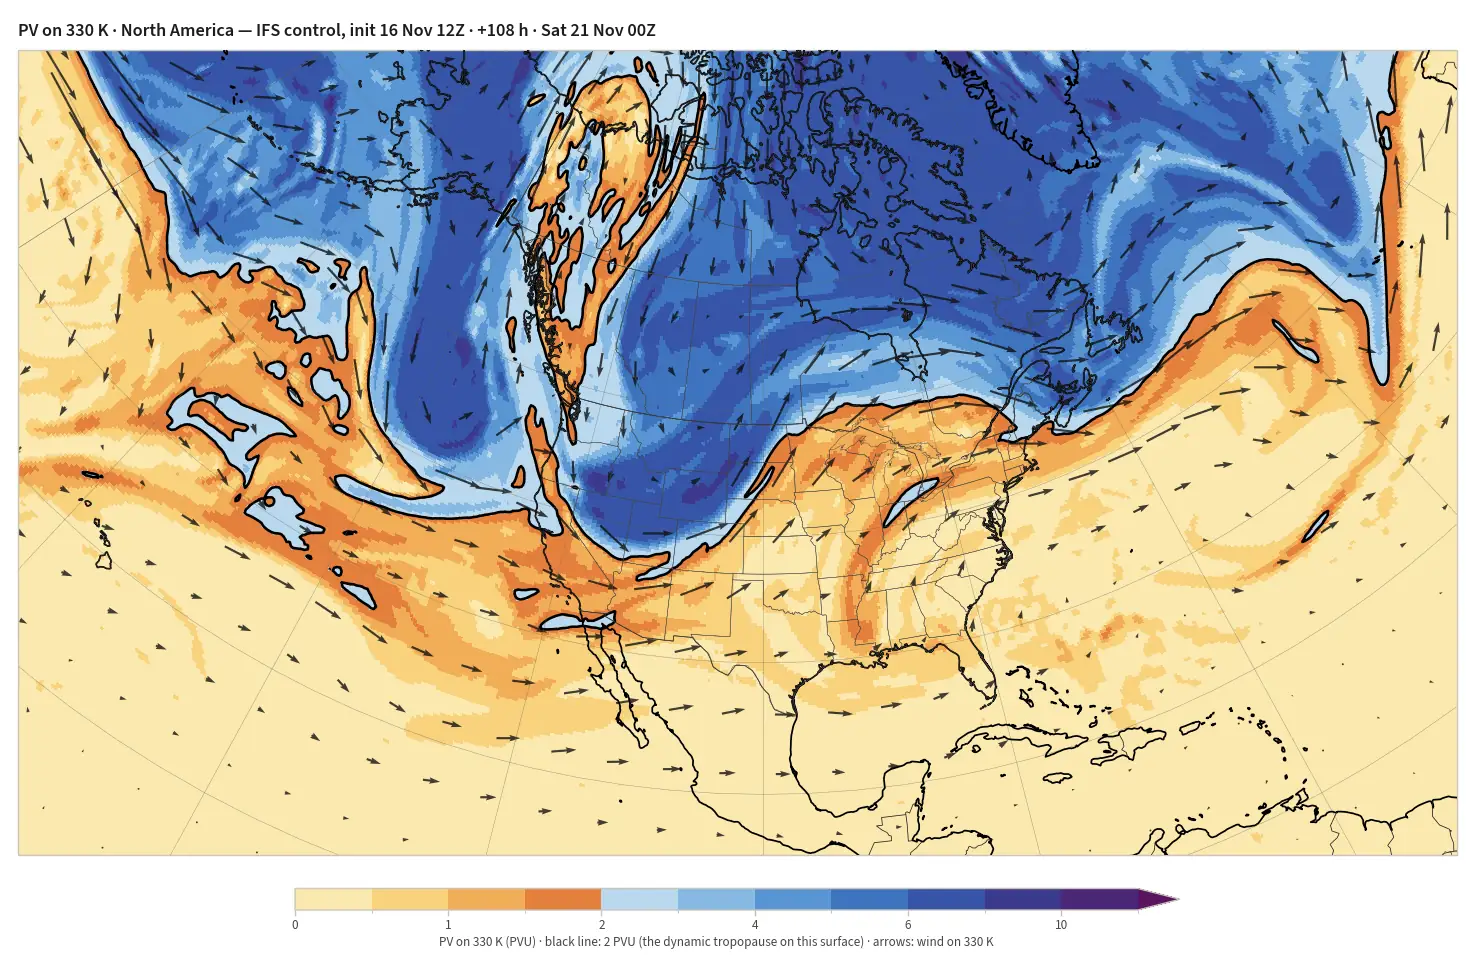 PV on 330 K · North America — IFS control, init 16 Nov 12Z · +108 h · Sat 21 Nov 00Z
0 1 2 4 6 10
PV on 330 K (PVU) · black line: 2 PVU (the dynamic tropopause on this surface) · arrows: wind on 330 K